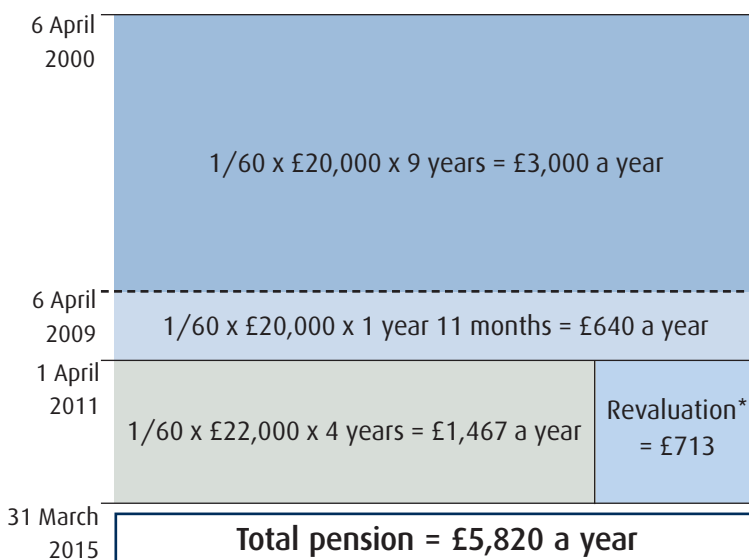 6 April
2000
1/60 x £20,000 x 9 years = £3,000 a year
6 April
2009
1/60 x £20,000 x 1 year 11 months = £640 a year
1 April
2011
1/60 x £22,000 x 4 years = £1,467 a year
Revaluation*
= £713
31 March
2015
Total pension = £5,820 a year